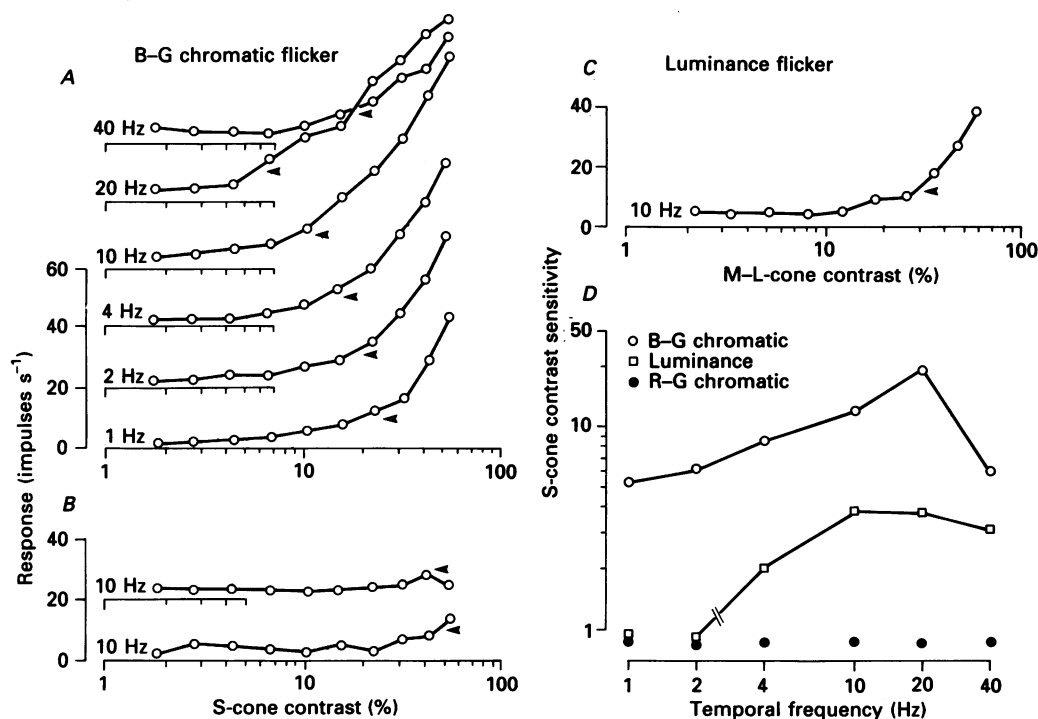 A
B–G chromatic flicker
40 Hz
20 Hz
10 Hz
60
4 Hz
40
2 Hz
20
1 Hz
0
1 10 100
B
40
10 Hz
20
10 Hz
0
1 10 100
S-cone contrast (%)
Response (impulses s⁻¹)
C
Luminance flicker
40
20
10 Hz
0
1 10 100
M–L-cone contrast (%)
D
50
B–G chromatic
Luminance
R–G chromatic
10
1
1 2 4 10 20 40
Temporal frequency (Hz)
S-cone contrast sensitivity